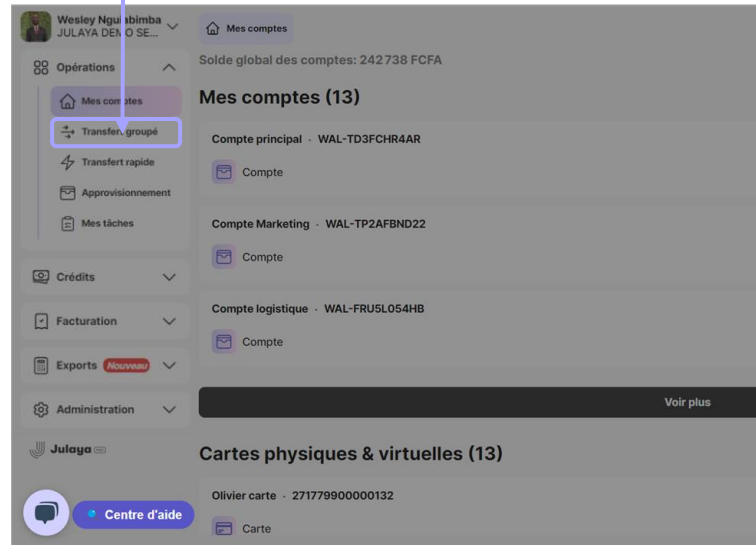 Wesley Nguiabimba
JULAYA DEMO SE...
Opérations
Mes comptes
Transfert groupé
Transfert rapide
Approvisionnement
Mes tâches
Crédits
Facturation
Exports Nouveau
Administration
Julaya
Centre d'aide
Mes comptes
Solde global des comptes: 242 738 FCFA
Mes comptes (13)
Compte principal · WAL-TD3FCHR4AR
Compte
Compte Marketing · WAL-TP2AFBND22
Compte
Compte logistique · WAL-FRU5L054HB
Compte
Voir plus
Cartes physiques & virtuelles (13)
Olivier carte · 271779900000132
Carte